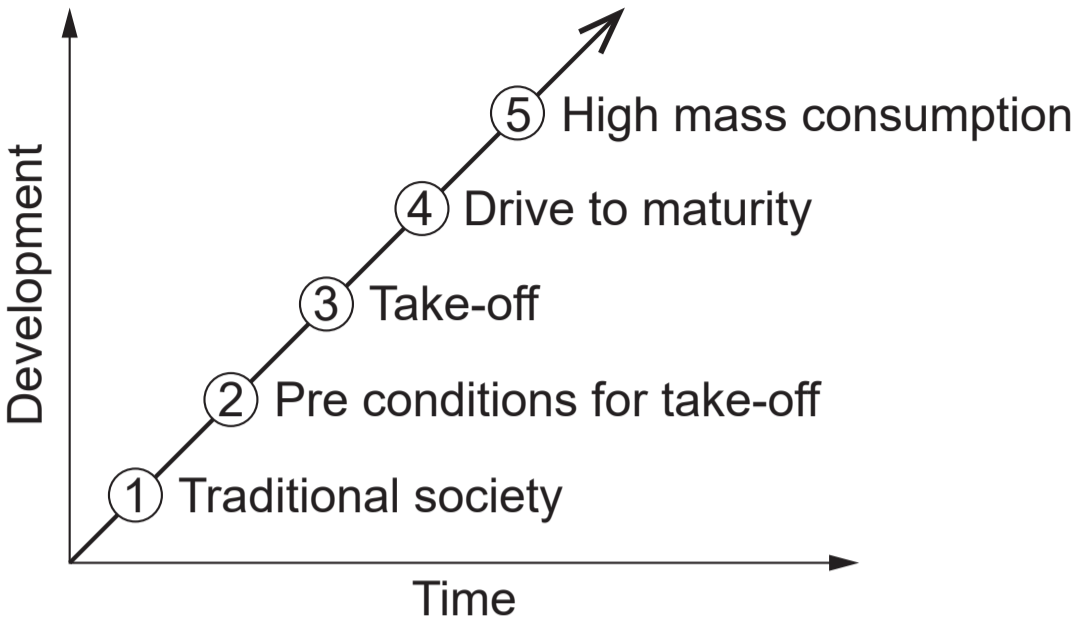 Development
5 High mass consumption
4 Drive to maturity
3 Take-off
2 Pre conditions for take-off
1 Traditional society
Time